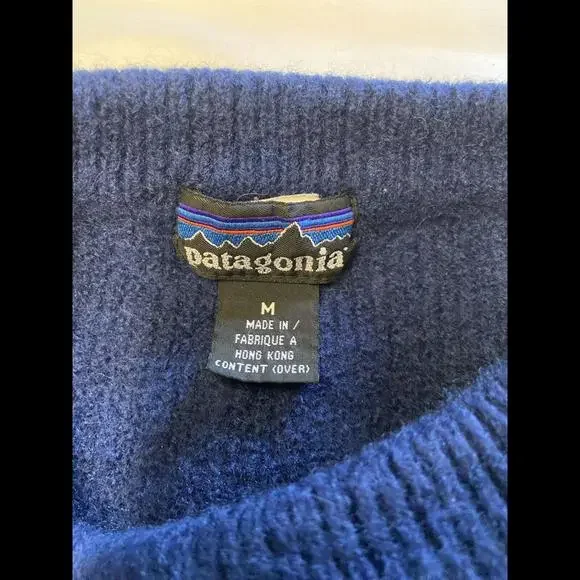 patagonia
M
MADE IN /
FABRIQUE A
HONG KONG
CONTENT (OVER)